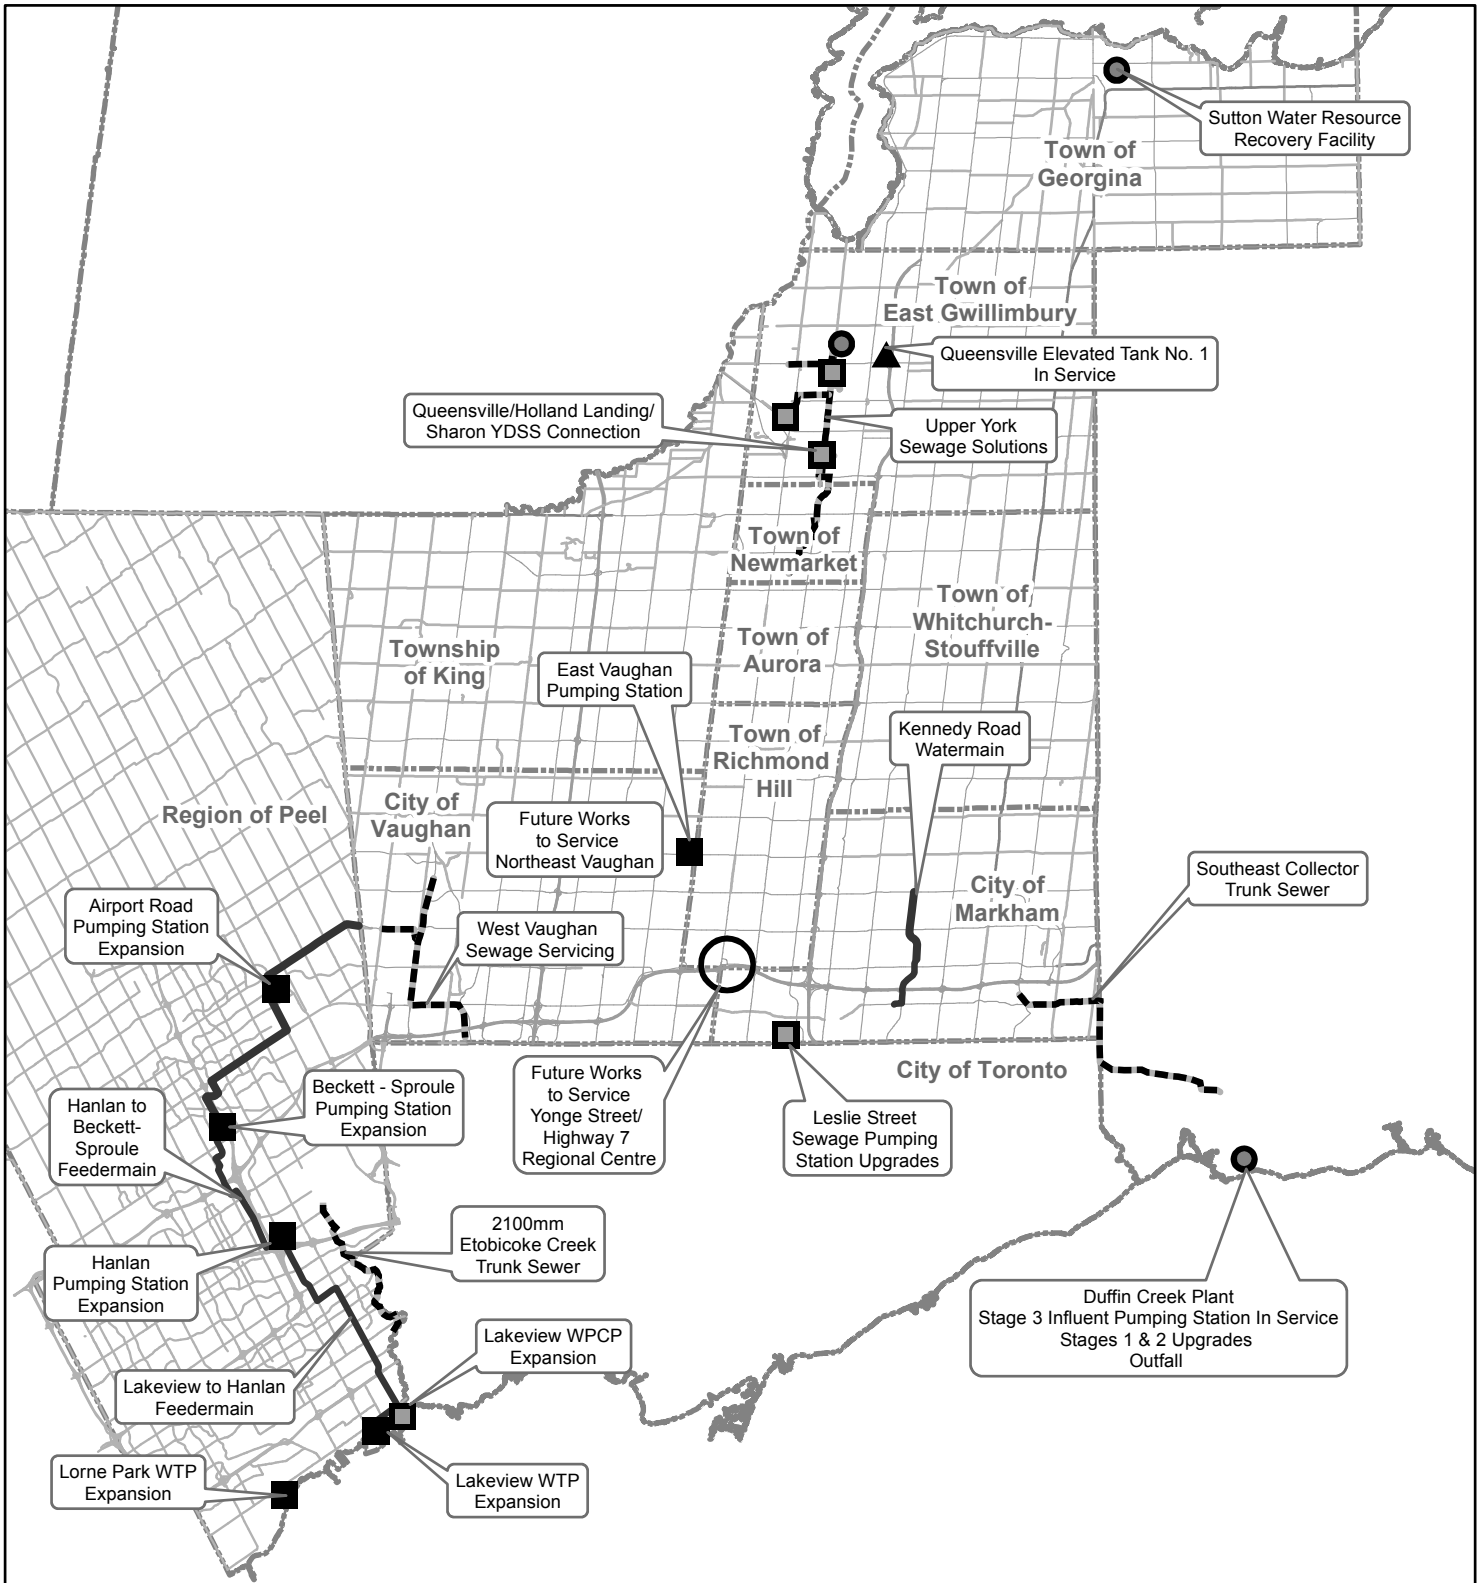 Sutton Water Resource
Recovery Facility
Town of
Georgina
Town of
East Gwillimbury
Queensville Elevated Tank No. 1
In Service
Queensville/Holland Landing/
Sharon YDSS Connection
Upper York
Sewage Solutions
Town of
Newmarket
Town of
Whitchurch-
Stouffville
Township
of King
Town of
Aurora
East Vaughan
Pumping Station
Town of
Richmond
Hill
Kennedy Road
Watermain
Region of Peel
City of
Vaughan
Future Works
to Service
Northeast Vaughan
Southeast Collector
Trunk Sewer
City of
Markham
Airport Road
Pumping Station
Expansion
West Vaughan
Sewage Servicing
City of Toronto
Future Works
to Service
Yonge Street/
Highway 7
Regional Centre
Leslie Street
Sewage Pumping
Station Upgrades
Beckett - Sproule
Pumping Station
Expansion
Hanlan to
Beckett-
Sproule
Feedermain
2100mm
Etobicoke Creek
Trunk Sewer
Hanlan
Pumping Station
Expansion
Duffin Creek Plant
Stage 3 Influent Pumping Station In Service
Stages 1 & 2 Upgrades
Outfall
Lakeview WPCP
Expansion
Lakeview to Hanlan
Feedermain
Lorne Park WTP
Expansion
Lakeview WTP
Expansion